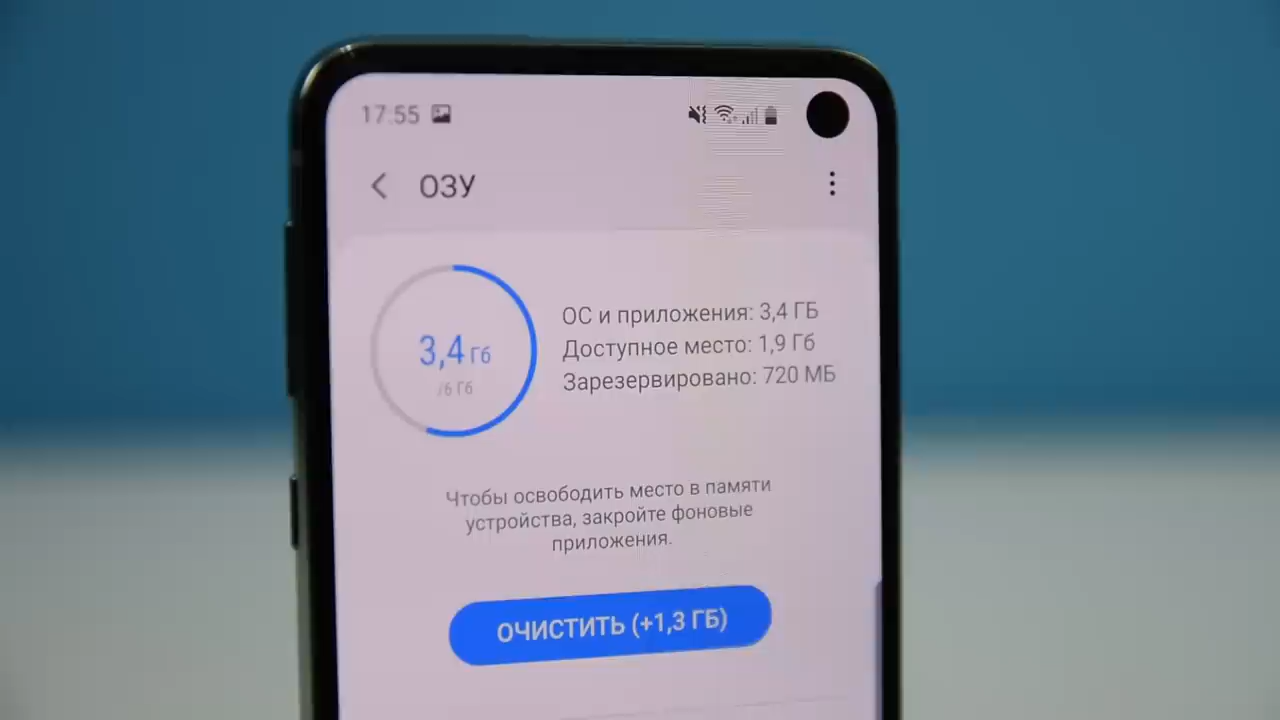 17:55
ОЗУ
3,4 Гб
/6 Гб
ОС и приложения: 3,4 ГБ
Доступное место: 1,9 Гб
Зарезервировано: 720 МБ
Чтобы освободить место в памяти
устройства, закройте фоновые
приложения.
ОЧИСТИТЬ (+1,3 ГБ)